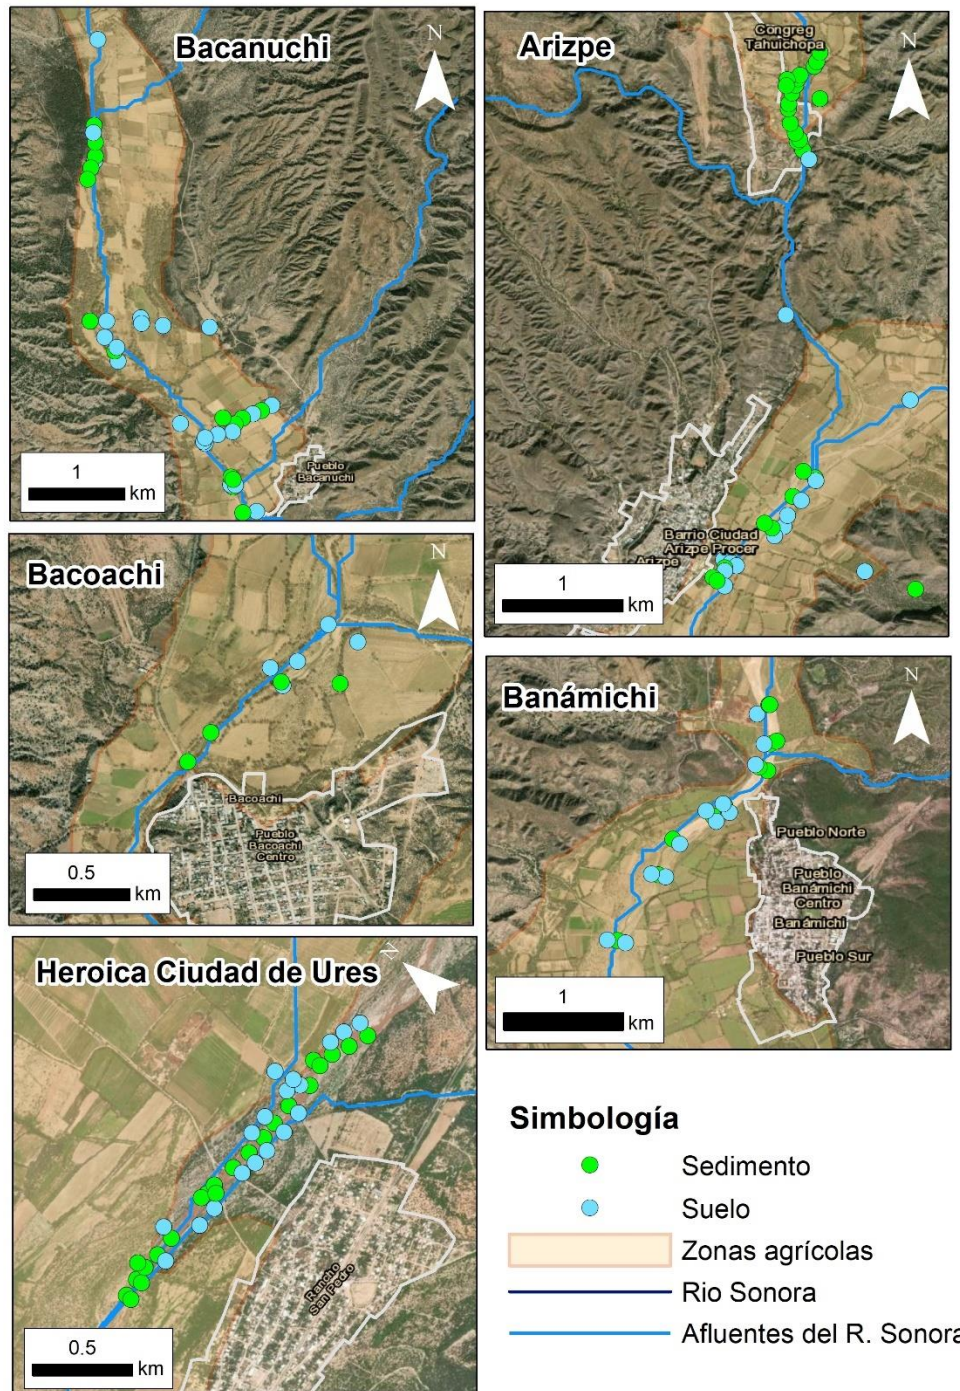 Bacanuchi
N
Pueblo
Bacanuchi
1
km
Arizpe
Congreg
Tahuichopa
N
Barrio Ciudad
Arizpe Procer
Arizpe
1
km
Bacoachi
N
Bacoachi
Pueblo
Bacoachi
Centro
0.5
km
Banámichi
N
Pueblo Norte
Pueblo
Banámichi
Centro
Banámichi
Pueblo Sur
1
km
Heroica Ciudad de Ures
N
Rancho
San Pedro
0.5
km
Simbología
Sedimento
Suelo
Zonas agrícolas
Rio Sonora
Afluentes del R. Sonora